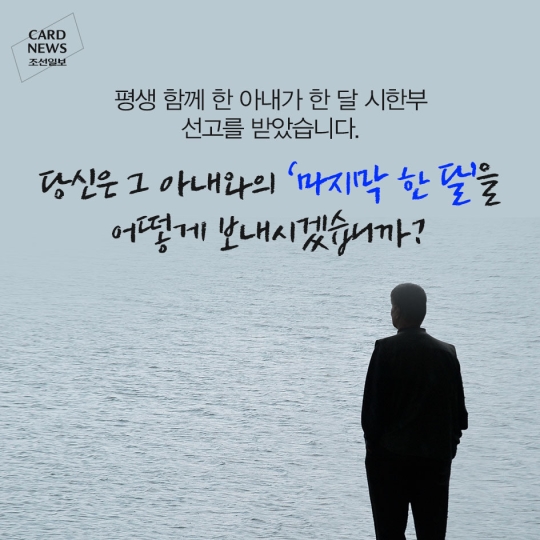 CARD
NEWS
조선일보
평생 함께 한 아내가 한 달 시한부
선고를 받았습니다.
당신은 그 아내와의 '마지막 한 달'을
어떻게 보내시겠습니까?